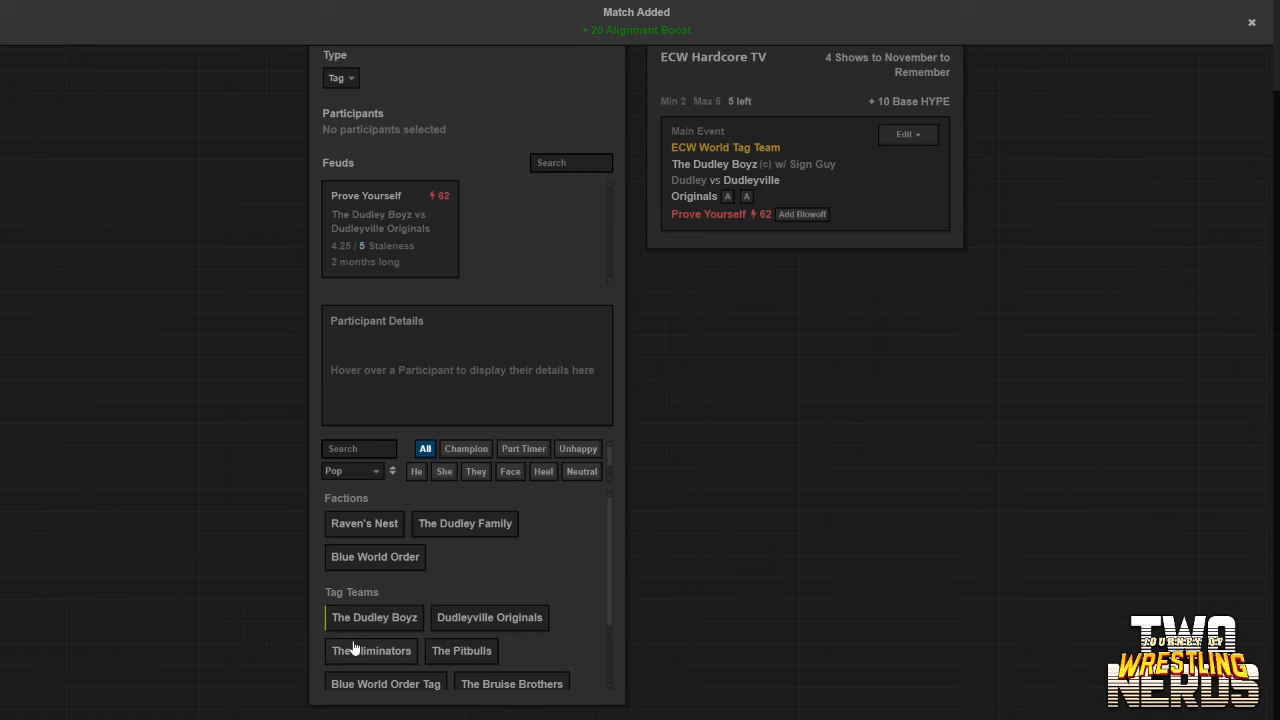 Match Added
+ 20 Alignment Boost
Type
Tag
Participants
No participants selected
Feuds
Search
Prove Yourself 62
The Dudley Boyz vs
Dudleyville Originals
4.25 / 5 Staleness
2 months long
Participant Details
Hover over a Participant to display their details here
Search
All Champion Part Timer Unhappy
Pop
He She They Face Heel Neutral
Factions
Raven's Nest The Dudley Family
Blue World Order
Tag Teams
The Dudley Boyz Dudleyville Originals
The Eliminators The Pitbulls
Blue World Order Tag The Bruise Brothers
ECW Hardcore TV
4 Shows to November to
Remember
Min 2 Max 6 5 left + 10 Base HYPE
Main Event
Edit
ECW World Tag Team
The Dudley Boyz (c) w/ Sign Guy
Dudley vs Dudleyville
Originals A A
Prove Yourself 62 Add Blowoff
TWO
JOURNEY OF
WRESTLING
NERDS